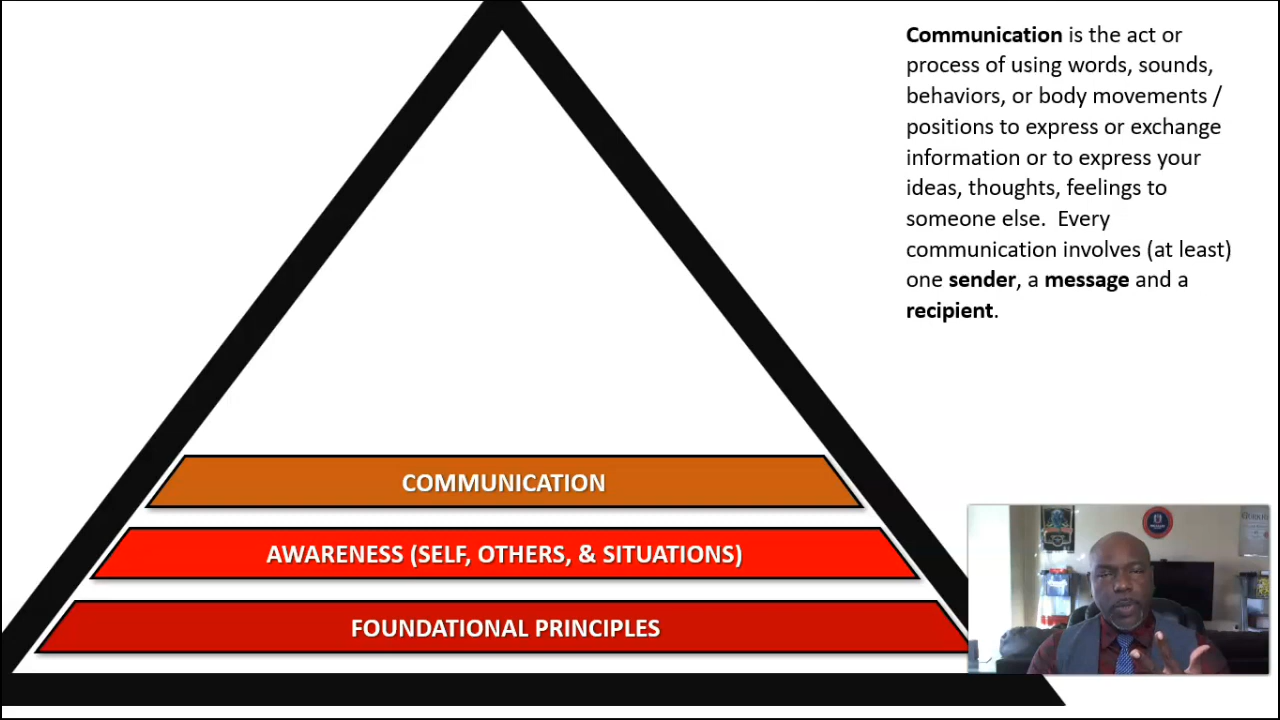 Communication is the act or
process of using words, sounds,
behaviors, or body movements /
positions to express or exchange
information or to express your
ideas, thoughts, feelings to
someone else.  Every
communication involves (at least)
one sender, a message and a
recipient.
COMMUNICATION
AWARENESS (SELF, OTHERS, & SITUATIONS)
FOUNDATIONAL PRINCIPLES